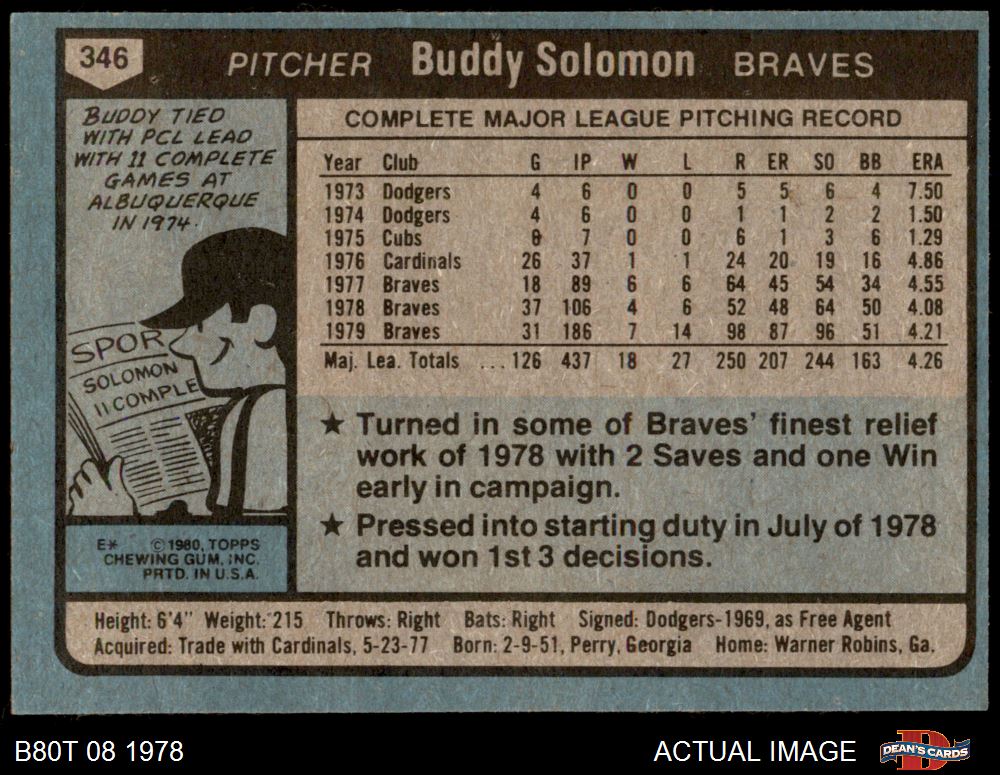 346 PITCHER Buddy Solomon BRAVES
BUDDY TIED
WITH PCL LEAD
WITH 11 COMPLETE
GAMES AT
ALBUQUERQUE
IN 1974.
SPOR
SOLOMON
11 COMPLE
E* © 1980, TOPPS
CHEWING GUM, INC.
PRTD. IN U.S.A.
COMPLETE MAJOR LEAGUE PITCHING RECORD
Year Club G IP W L R ER SO BB ERA
1973 Dodgers 4 6 0 0 5 5 6 4 7.50
1974 Dodgers 4 6 0 0 1 1 2 2 1.50
1975 Cubs 6 7 0 0 6 1 3 6 1.29
1976 Cardinals 26 37 1 1 24 20 19 16 4.86
1977 Braves 18 89 6 6 64 45 54 34 4.55
1978 Braves 37 106 4 6 52 48 64 50 4.08
1979 Braves 31 186 7 14 98 87 96 51 4.21
Maj. Lea. Totals ... 126 437 18 27 250 207 244 163 4.26
★ Turned in some of Braves' finest relief
work of 1978 with 2 Saves and one Win
early in campaign.
★ Pressed into starting duty in July of 1978
and won 1st 3 decisions.
Height: 6'4" Weight: 215 Throws: Right Bats: Right Signed: Dodgers-1969, as Free Agent
Acquired: Trade with Cardinals, 5-23-77 Born: 2-9-51, Perry, Georgia Home: Warner Robins, Ga.
B80T 08 1978 ACTUAL IMAGE DEAN'S CARDS